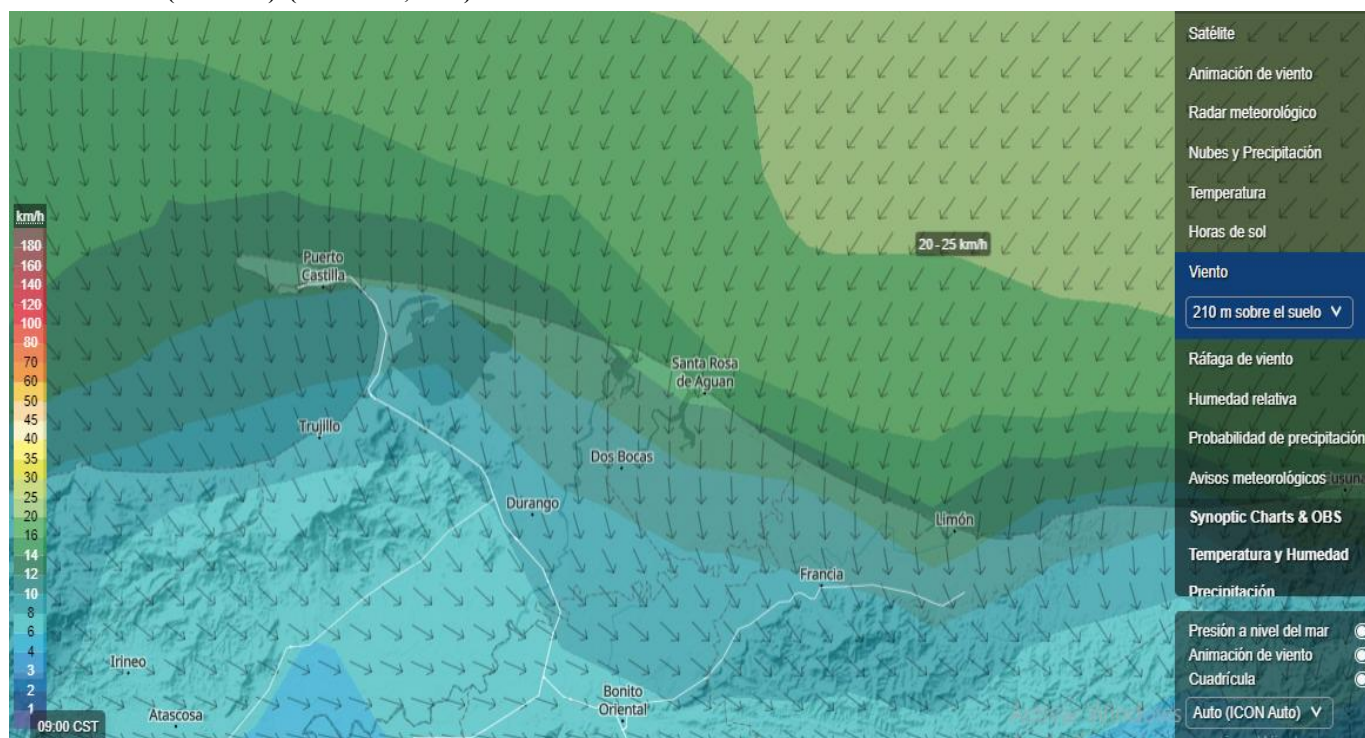 km/h
180
160
140
120
100
80
70
60
50
45
40
35
30
25
20
16
14
12
10
8
6
4
3
2
1
09:00 CST
20 - 25 km/h
Puerto
Castilla
Santa Rosa
de Aguan
Trujillo
Dos Bocas
Durango
Limón
Francia
Irineo
Bonito
Oriental
Atascosa
Satélite
Animación de viento
Radar meteorológico
Nubes y Precipitación
Temperatura
Horas de sol
Viento
210 m sobre el suelo
Ráfaga de viento
Humedad relativa
Probabilidad de precipitación
Avisos meteorológicos
Synoptic Charts & OBS
Temperatura y Humedad
Precipitación
Presión a nivel del mar
Animación de viento
Cuadrícula
Auto (ICON Auto)